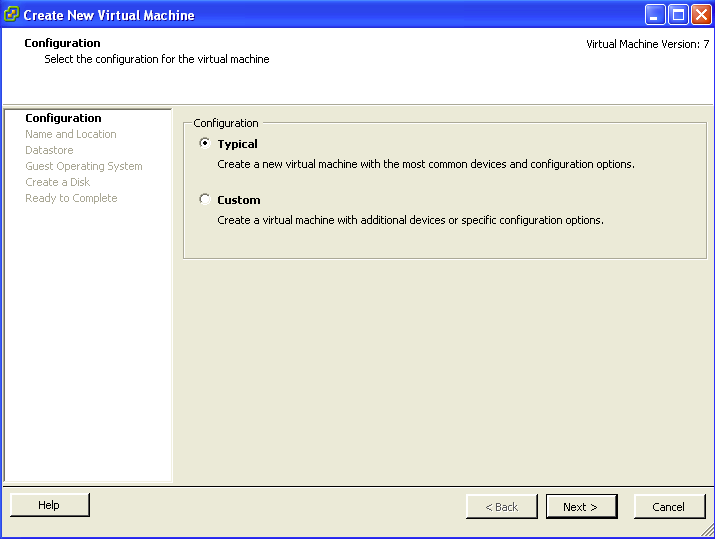 Create New Virtual Machine
Configuration
Select the configuration for the virtual machine
Virtual Machine Version: 7
Configuration
Name and Location
Datastore
Guest Operating System
Create a Disk
Ready to Complete
Configuration
Typical
Create a new virtual machine with the most common devices and configuration options.
Custom
Create a virtual machine with additional devices or specific configuration options.
Help
< Back
Next >
Cancel